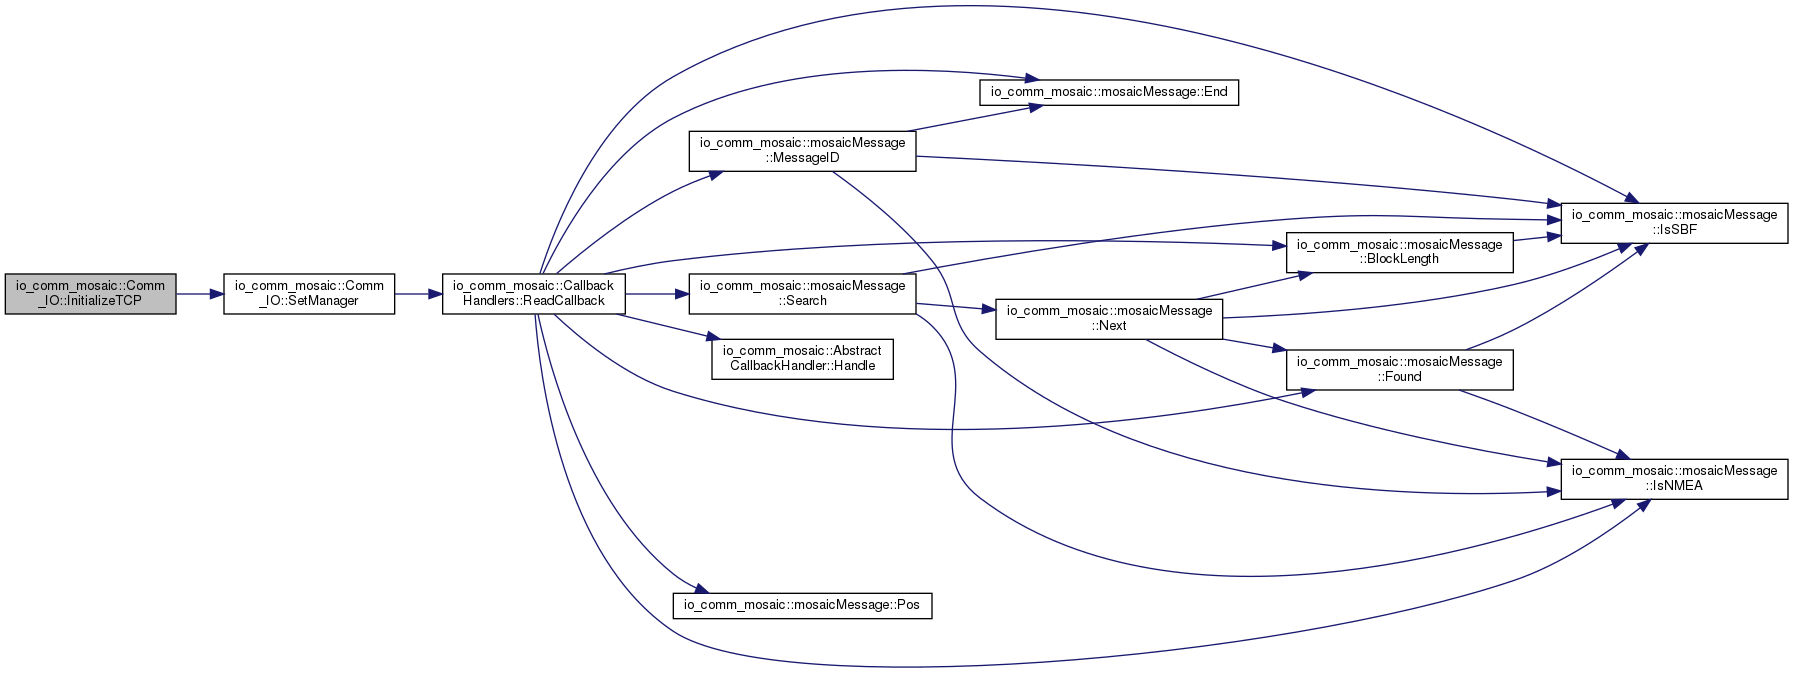 io_comm_mosaic::Comm
_IO::InitializeTCP
io_comm_mosaic::Comm
_IO::SetManager
io_comm_mosaic::Callback
Handlers::ReadCallback
io_comm_mosaic::mosaicMessage::End
io_comm_mosaic::mosaicMessage
::MessageID
io_comm_mosaic::mosaicMessage
::IsSBF
io_comm_mosaic::mosaicMessage
::BlockLength
io_comm_mosaic::mosaicMessage
::Search
io_comm_mosaic::mosaicMessage
::Next
io_comm_mosaic::Abstract
CallbackHandler::Handle
io_comm_mosaic::mosaicMessage
::Found
io_comm_mosaic::mosaicMessage
::IsNMEA
io_comm_mosaic::mosaicMessage::Pos